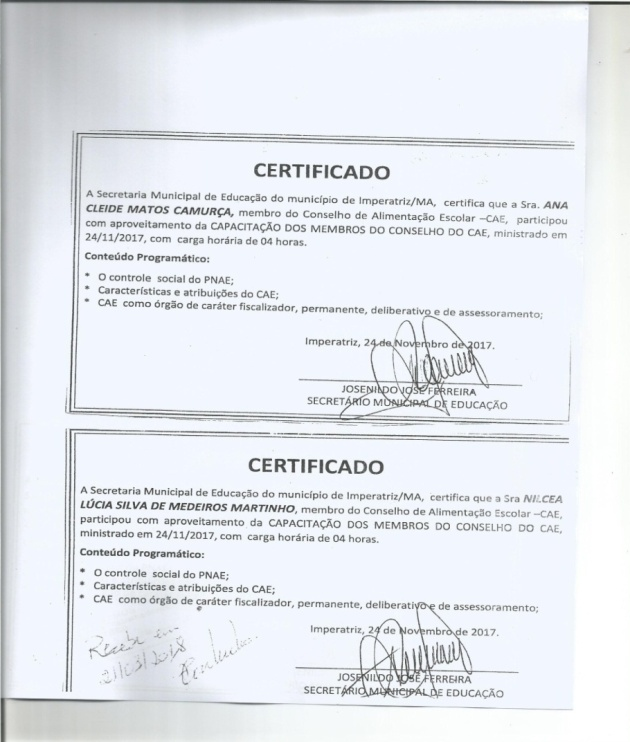 CERTIFICADO
A Secretaria Municipal de Educação do município de Imperatriz/MA, certifica que a Sra. ANA
CLEIDE MATOS CAMURÇA, membro do Conselho de Alimentação Escolar –CAE, participou
com aproveitamento da CAPACITAÇÃO DOS MEMBROS DO CONSELHO DO CAE, ministrado em
24/11/2017, com carga horária de 04 horas.
Conteúdo Programático:
* O controle social do PNAE;
* Características e atribuições do CAE;
* CAE como órgão de caráter fiscalizador, permanente, deliberativo e de assessoramento;
Imperatriz, 24 de Novembro de 2017.
JOSENILDO JOSÉ FERREIRA
SECRETÁRIO MUNICIPAL DE EDUCAÇÃO
CERTIFICADO
A Secretaria Municipal de Educação do município de Imperatriz/MA, certifica que a Sra NILCEA
LÚCIA SILVA DE MEDEIROS MARTINHO, membro do Conselho de Alimentação Escolar –CAE,
participou com aproveitamento da CAPACITAÇÃO DOS MEMBROS DO CONSELHO DO CAE,
ministrado em 24/11/2017, com carga horária de 04 horas.
Conteúdo Programático:
* O controle social do PNAE;
* Características e atribuições do CAE;
* CAE como órgão de caráter fiscalizador, permanente, deliberativo e de assessoramento;
Imperatriz, 24 de Novembro de 2017.
Recebi em
21/03/2018
JOSENILDO JOSÉ FERREIRA
SECRETÁRIO MUNICIPAL DE EDUCAÇÃO